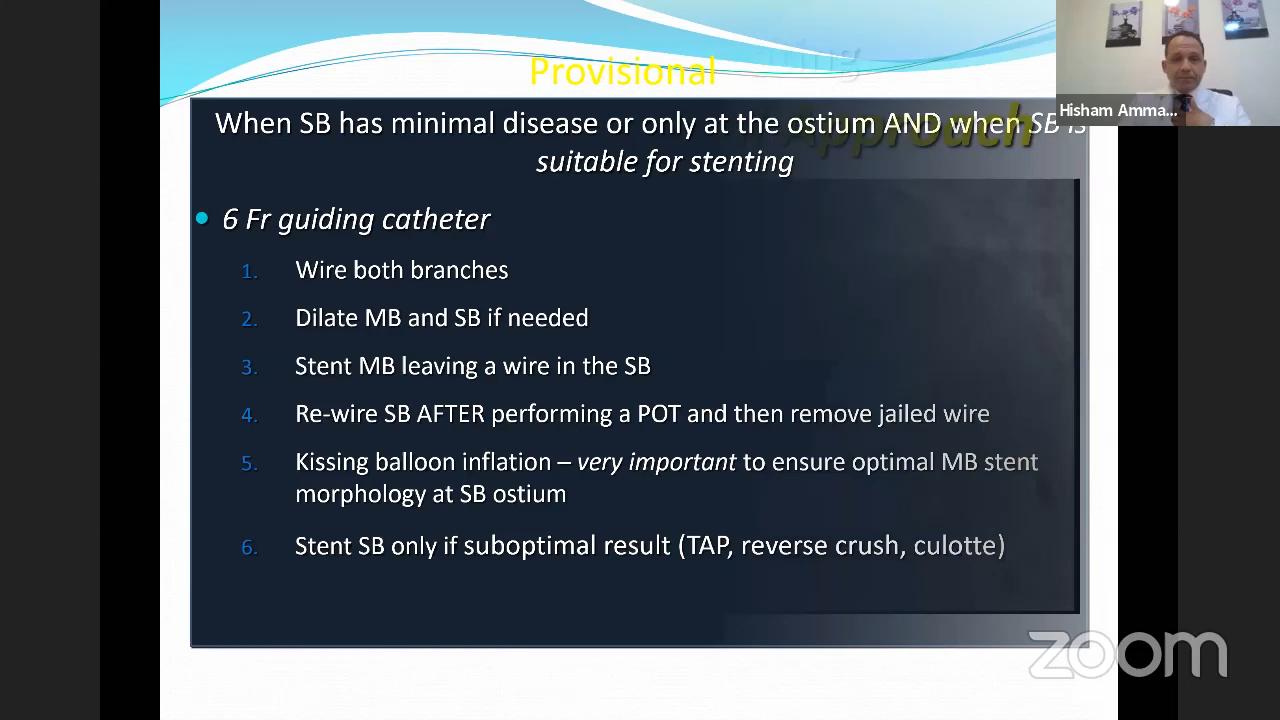 Provisional
Approach
When SB has minimal disease or only at the ostium AND when SB is
suitable for stenting
• 6 Fr guiding catheter
1. Wire both branches
2. Dilate MB and SB if needed
3. Stent MB leaving a wire in the SB
4. Re-wire SB AFTER performing a POT and then remove jailed wire
5. Kissing balloon inflation – very important to ensure optimal MB stent
morphology at SB ostium
6. Stent SB only if suboptimal result (TAP, reverse crush, culotte)
Hisham Amma...
zoom